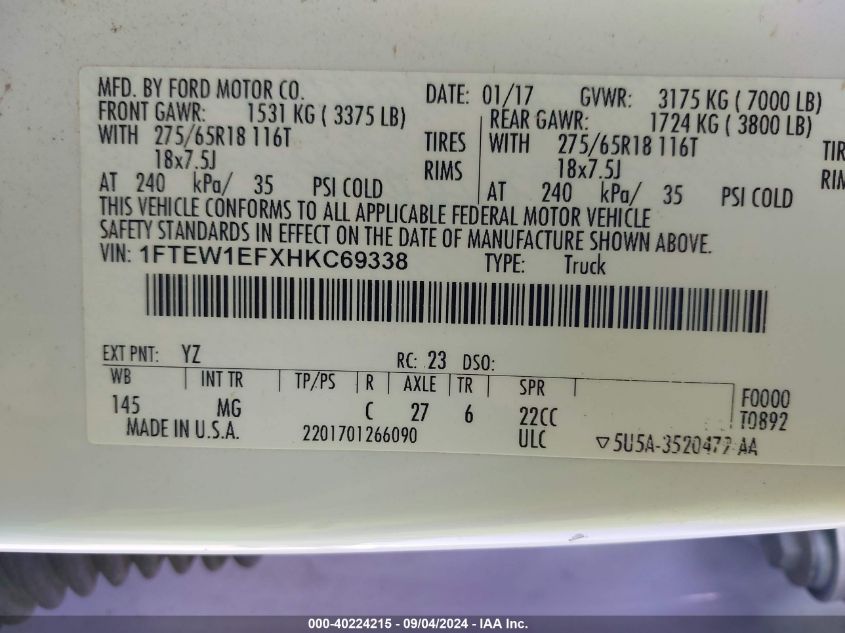 MFD. BY FORD MOTOR CO. DATE: 01/17 GVWR: 3175 KG ( 7000 LB)
FRONT GAWR: 1531 KG ( 3375 LB) REAR GAWR: 1724 KG ( 3800 LB)
WITH 275/65R18 116T TIRES WITH 275/65R18 116T TIR
18x7.5J RIMS 18x7.5J RIM
AT 240 kPa/ 35 PSI COLD AT 240 kPa/ 35 PSI COLD
THIS VEHICLE CONFORMS TO ALL APPLICABLE FEDERAL MOTOR VEHICLE
SAFETY STANDARDS IN EFFECT ON THE DATE OF MANUFACTURE SHOWN ABOVE.
VIN: 1FTEW1EFXHKC69338 TYPE: Truck
EXT PNT: YZ RC: 23 DSO:
WB INT TR TP/PS R AXLE TR SPR F0000
145 MG C 27 6 22CC T0892
MADE IN U.S.A. 2201701266090 ULC ▽5U5A-3520472-AA
000-40224215 - 09/04/2024 - IAA Inc.